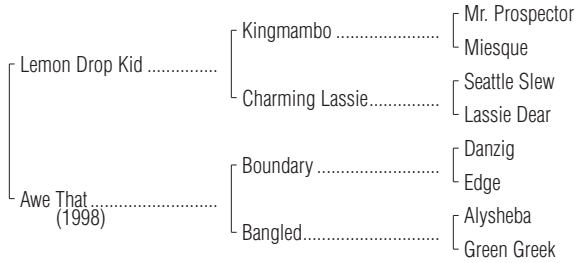 Mr. Prospector
Kingmambo ......................
Miesque
Lemon Drop Kid ...............
Seattle Slew
Charming Lassie...............
Lassie Dear
Danzig
Boundary ..........................
Edge
Awe That...........................
(1998)
Alysheba
Bangled.............................
Green Greek